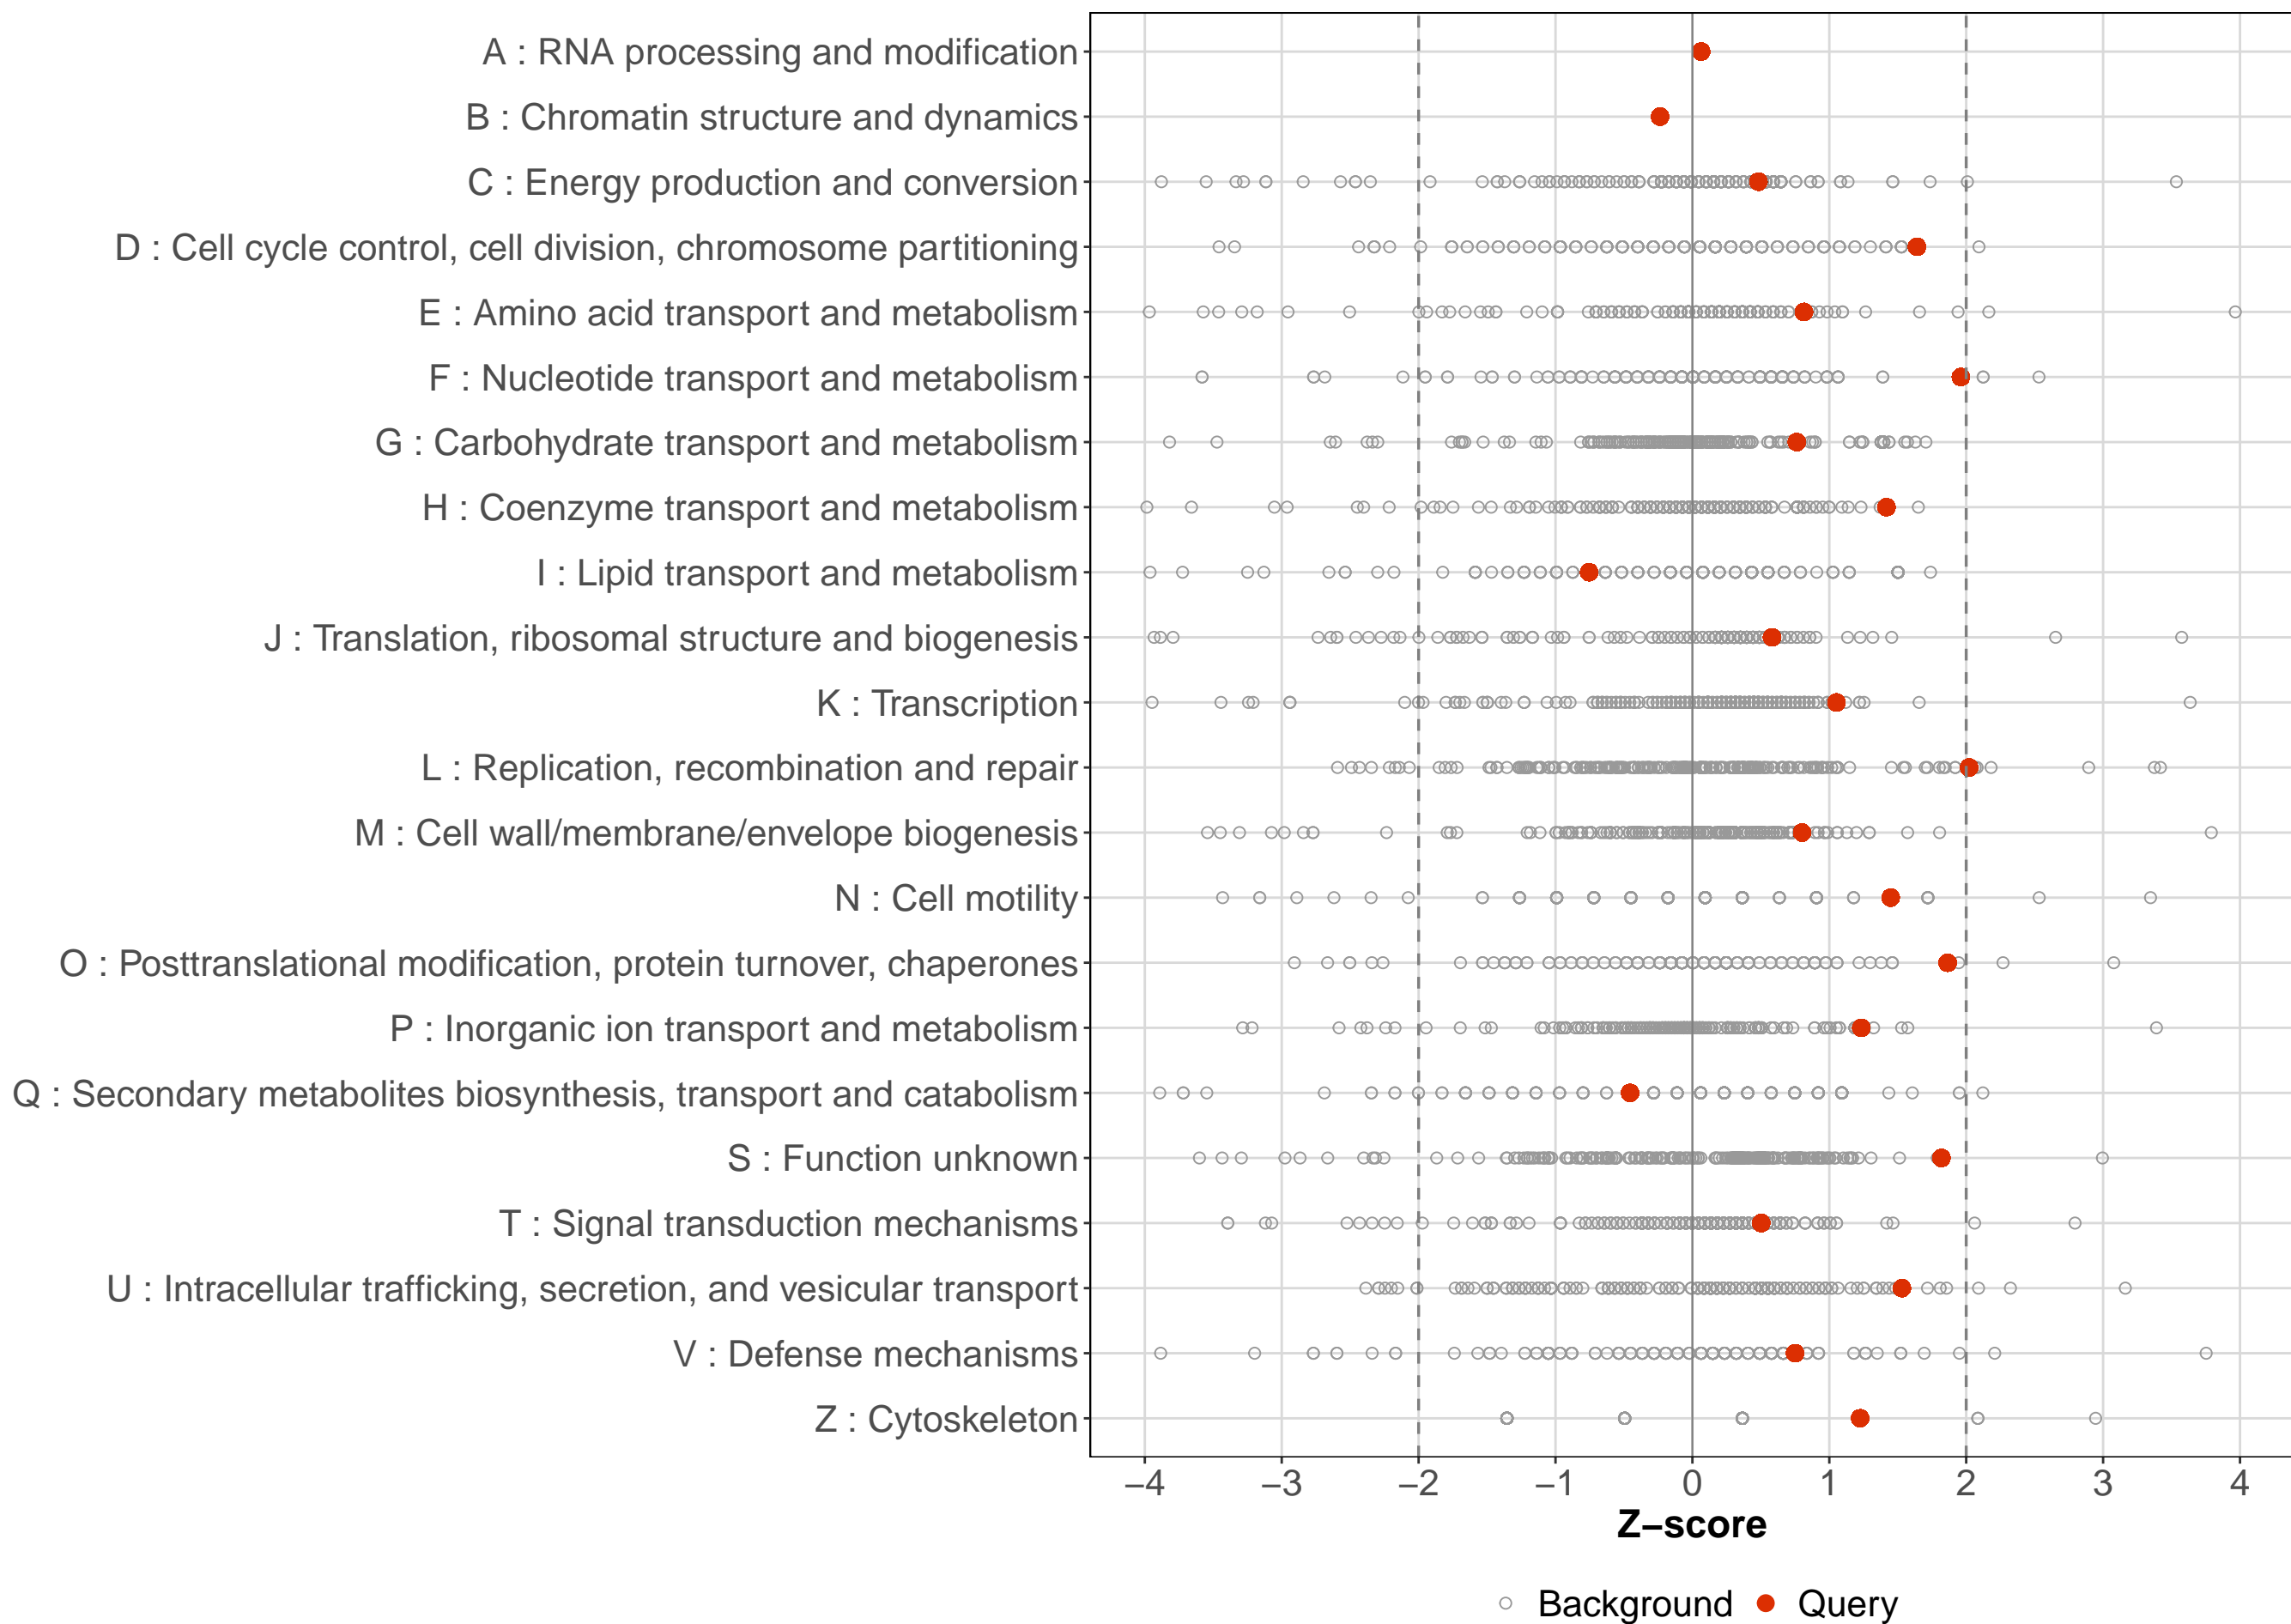 A : RNA processing and modification
B : Chromatin structure and dynamics
C : Energy production and conversion
D : Cell cycle control, cell division, chromosome partitioning
E : Amino acid transport and metabolism
F : Nucleotide transport and metabolism
G : Carbohydrate transport and metabolism
H : Coenzyme transport and metabolism
I : Lipid transport and metabolism
J : Translation, ribosomal structure and biogenesis
K : Transcription
L : Replication, recombination and repair
M : Cell wall/membrane/envelope biogenesis
N : Cell motility
O : Posttranslational modification, protein turnover, chaperones
P : Inorganic ion transport and metabolism
Q : Secondary metabolites biosynthesis, transport and catabolism
S : Function unknown
T : Signal transduction mechanisms
U : Intracellular trafficking, secretion, and vesicular transport
V : Defense mechanisms
Z : Cytoskeleton
−4 −3 −2 −1 0 1 2 3 4
Z−score
Background Query